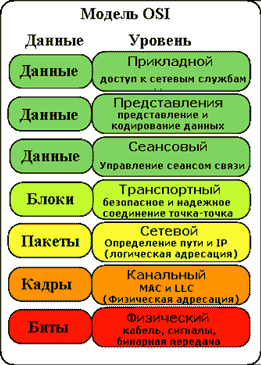 Модель OSI
Данные Уровень
Данные Прикладной
доступ к сетевым службам
Данные Представления
представление и
кодирование данных
Данные Сеансовый
Управление сеансом связи
Блоки Транспортный
безопасное и надежное
соединение точка-точка
Пакеты Сетевой
Определение пути и IP
(логическая адресация)
Кадры Канальный
MAC и LLC
(Физическая адресация)
Биты Физический
кабель, сигналы,
бинарная передача